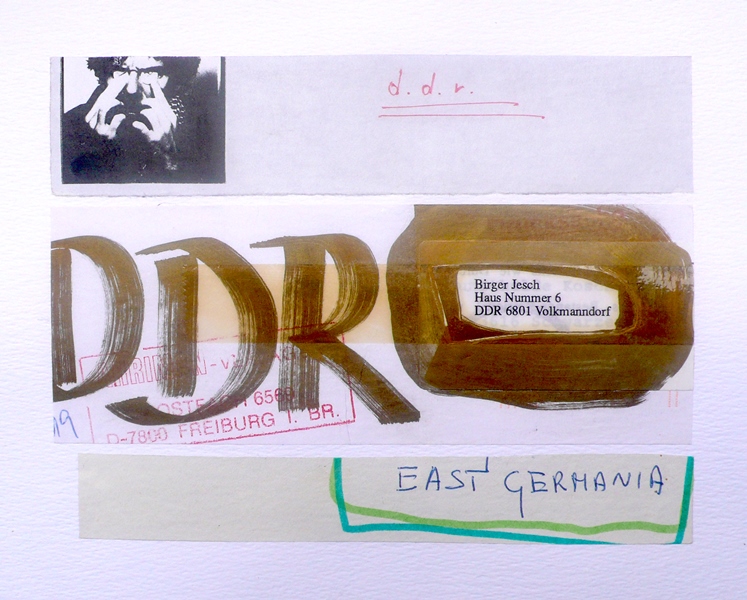 d. d. r.
DDR
Birger Jesch
Haus Nummer 6
DDR 6801 Volkmanndorf
D-7800 FREIBURG I. BR.
EAST GERMANIA